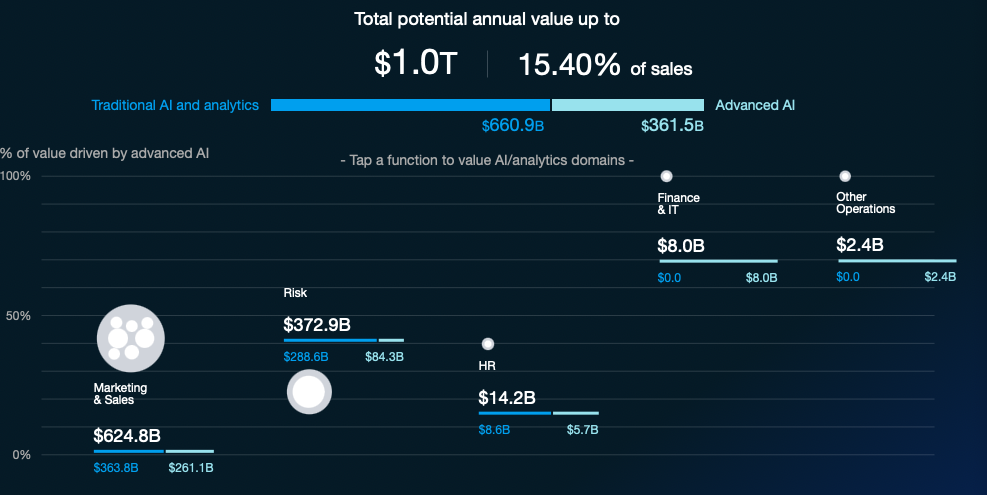 Total potential annual value up to
$1.0T
15.40% of sales
Traditional AI and analytics
Advanced AI
$660.9B
$361.5B
% of value driven by advanced AI
- Tap a function to value AI/analytics domains -
100%
Finance
& IT
$8.0B
$0.0
$8.0B
Other
Operations
$2.4B
$0.0
$2.4B
50%
Risk
$372.9B
$288.6B
$84.3B
HR
$14.2B
$8.6B
$5.7B
Marketing
& Sales
$624.8B
$363.8B
$261.1B
0%